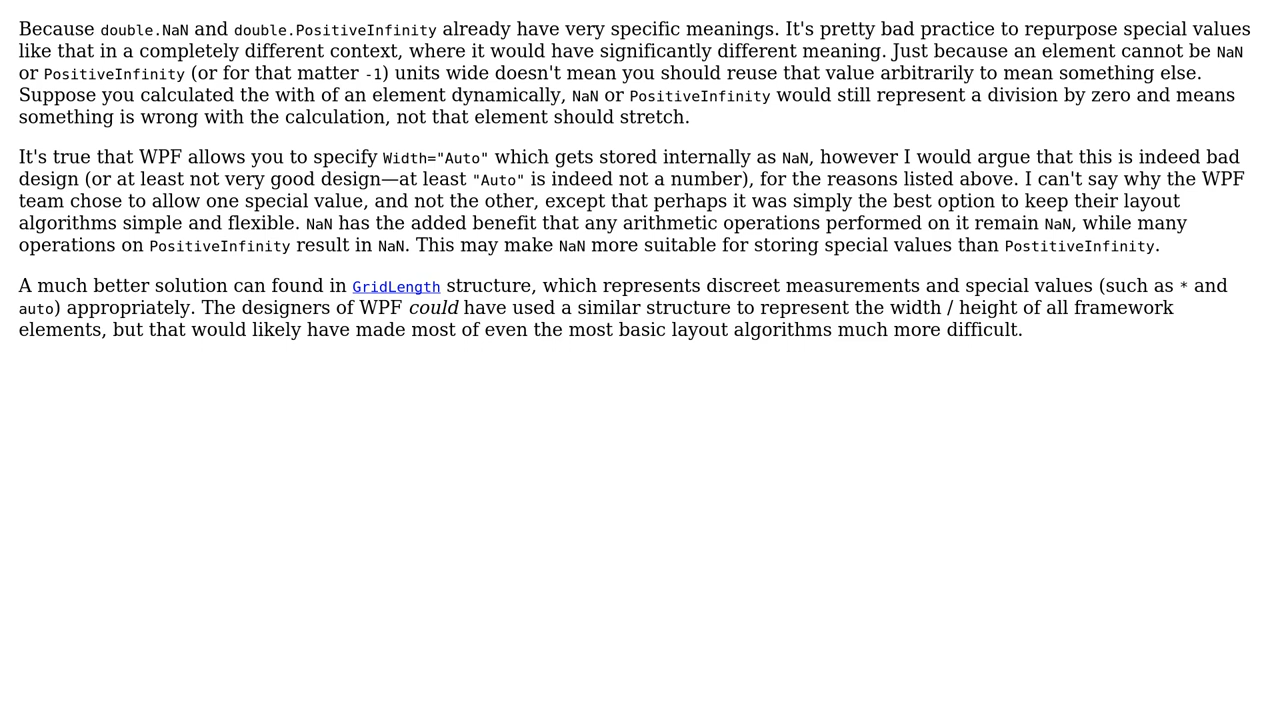 Because double.NaN and double.PositiveInfinity already have very specific meanings. It's pretty bad practice to repurpose special values
like that in a completely different context, where it would have significantly different meaning. Just because an element cannot be NaN
or PositiveInfinity (or for that matter -1) units wide doesn't mean you should reuse that value arbitrarily to mean something else.
Suppose you calculated the with of an element dynamically, NaN or PositiveInfinity would still represent a division by zero and means
something is wrong with the calculation, not that element should stretch.
It's true that WPF allows you to specify Width="Auto" which gets stored internally as NaN, however I would argue that this is indeed bad
design (or at least not very good design—at least "Auto" is indeed not a number), for the reasons listed above. I can't say why the WPF
team chose to allow one special value, and not the other, except that perhaps it was simply the best option to keep their layout
algorithms simple and flexible. NaN has the added benefit that any arithmetic operations performed on it remain NaN, while many
operations on PositiveInfinity result in NaN. This may make NaN more suitable for storing special values than PostitiveInfinity.
A much better solution can found in GridLength structure, which represents discreet measurements and special values (such as * and
auto) appropriately. The designers of WPF could have used a similar structure to represent the width / height of all framework
elements, but that would likely have made most of even the most basic layout algorithms much more difficult.